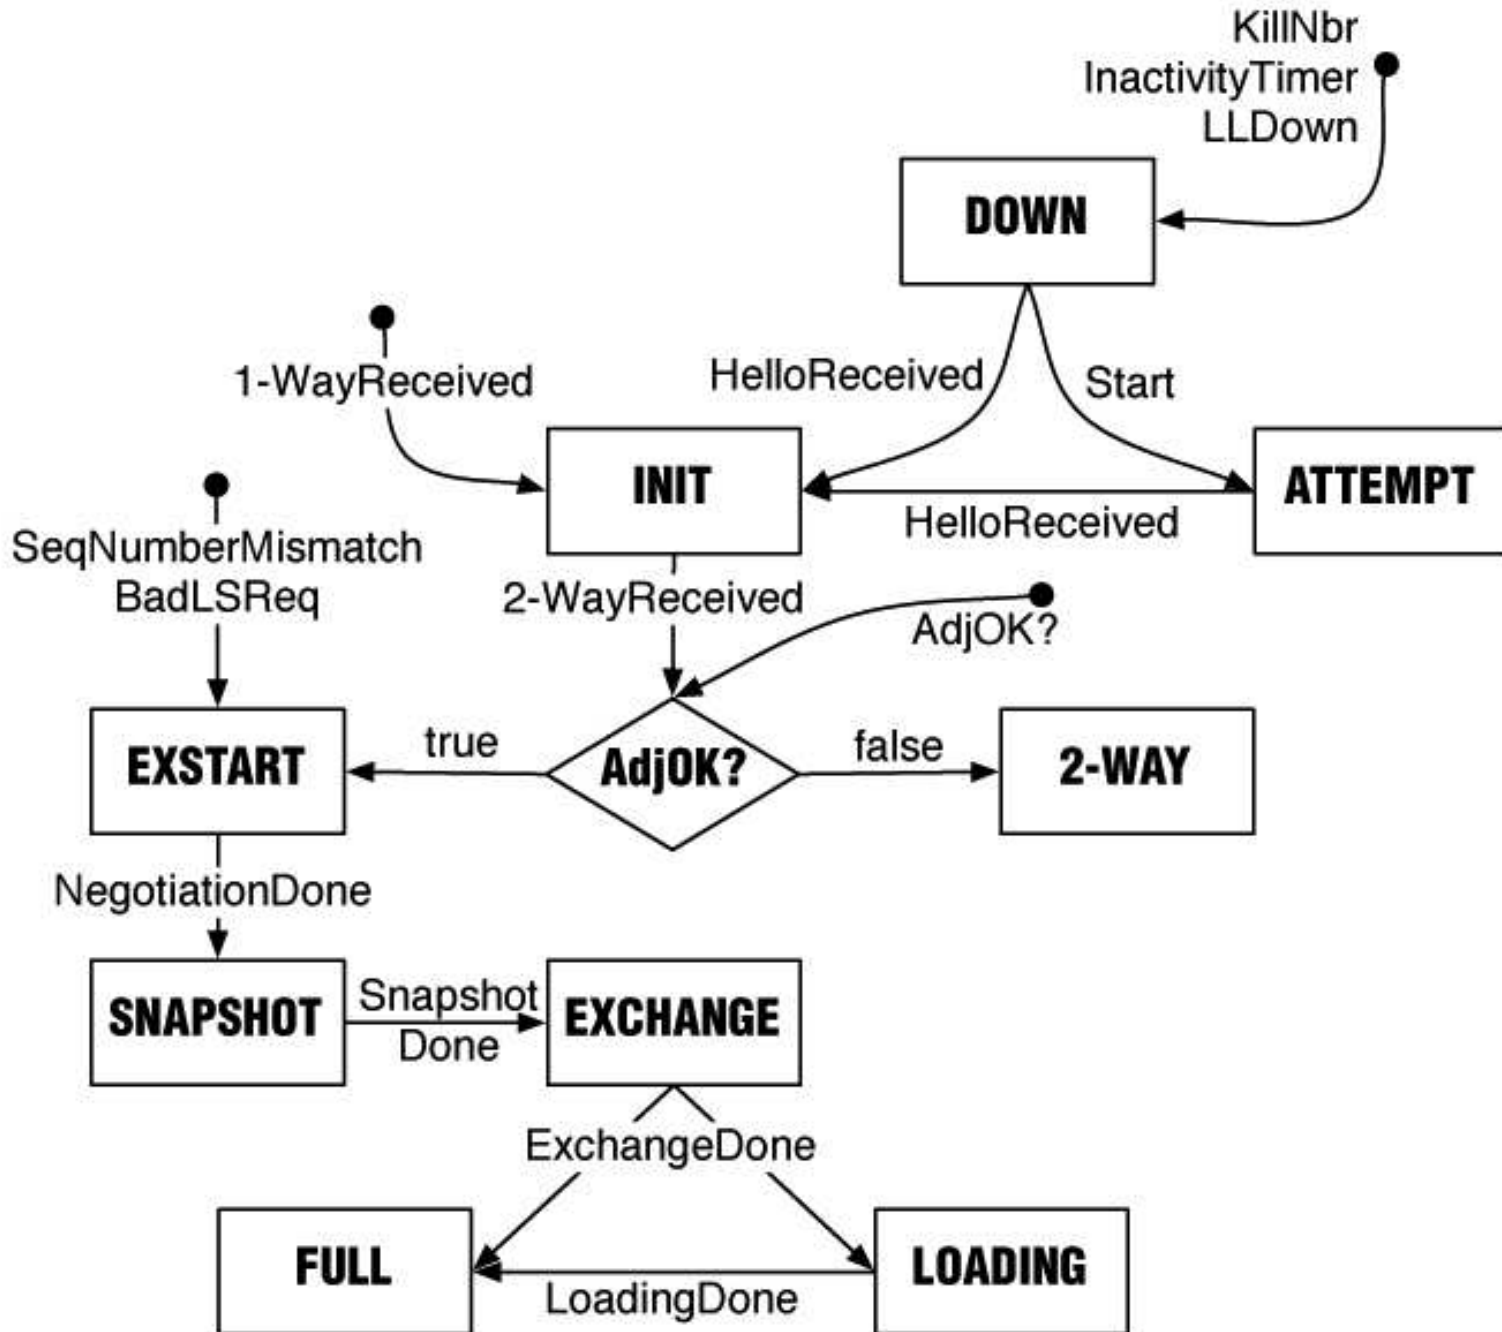 KillNbr
InactivityTimer
LLDown
DOWN
1-WayReceived
HelloReceived
Start
INIT
ATTEMPT
HelloReceived
SeqNumberMismatch
BadLSReq
2-WayReceived
AdjOK?
EXSTART
true
AdjOK?
false
2-WAY
NegotiationDone
SNAPSHOT
Snapshot
Done
EXCHANGE
ExchangeDone
FULL
LOADING
LoadingDone